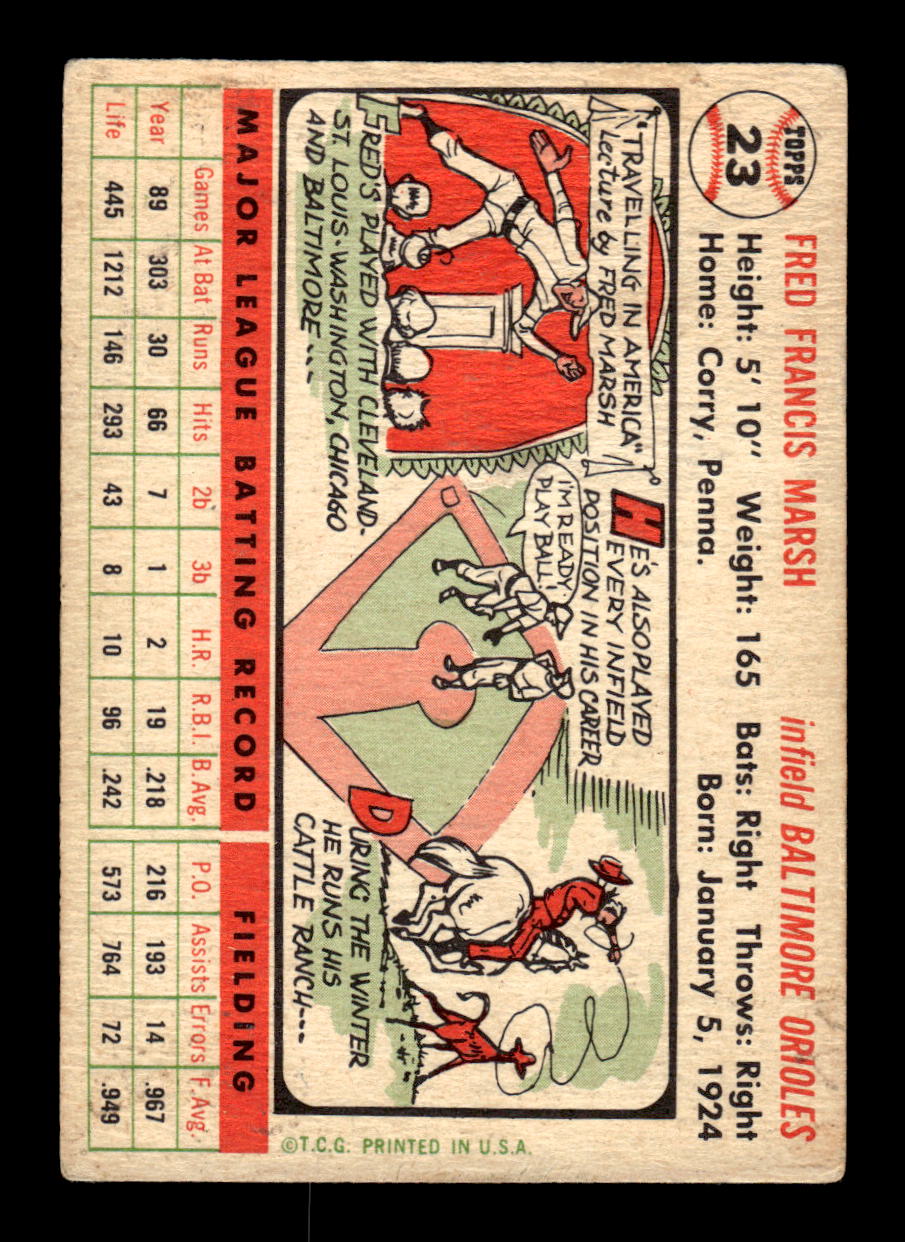 TOPPS
23
FRED FRANCIS MARSH infield BALTIMORE ORIOLES
Height: 5' 10" Weight: 165 Bats: Right Throws: Right
Home: Corry, Penna. Born: January 5, 1924
"TRAVELLING IN AMERICA"
Lecture by FRED MARSH
FRED'S PLAYED WITH CLEVELAND-
ST. LOUIS-WASHINGTON, CHICAGO
AND BALTIMORE....
HE'S ALSO PLAYED
EVERY INFIELD
POSITION IN HIS CAREER
I'M READY!
PLAY BALL!
DURING THE WINTER
HE RUNS HIS
CATTLE RANCH---
MAJOR LEAGUE BATTING RECORD FIELDING
Games At Bat Runs Hits 2b 3b H.R. R.B.I. B.Avg. P.O. Assists Errors F.Avg.
Year 89 303 30 66 7 1 2 19 .218 216 193 14 .967
Life 445 1212 146 293 43 8 10 96 .242 573 764 72 .949
©T.C.G. PRINTED IN U.S.A.